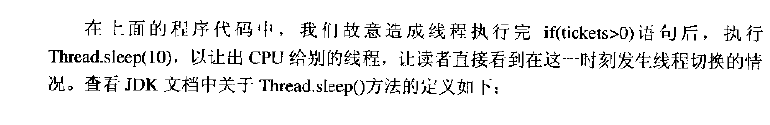 在上面的程序代码中，我们故意造成线程执行完 if(tickets>0)语句后，执行
Thread.sleep(10)，以让出 CPU 给别的线程，让读者直接看到在这一时刻发生线程切换的情
况。查看 JDK 文档中关于 Thread.sleep()方法的定义如下：